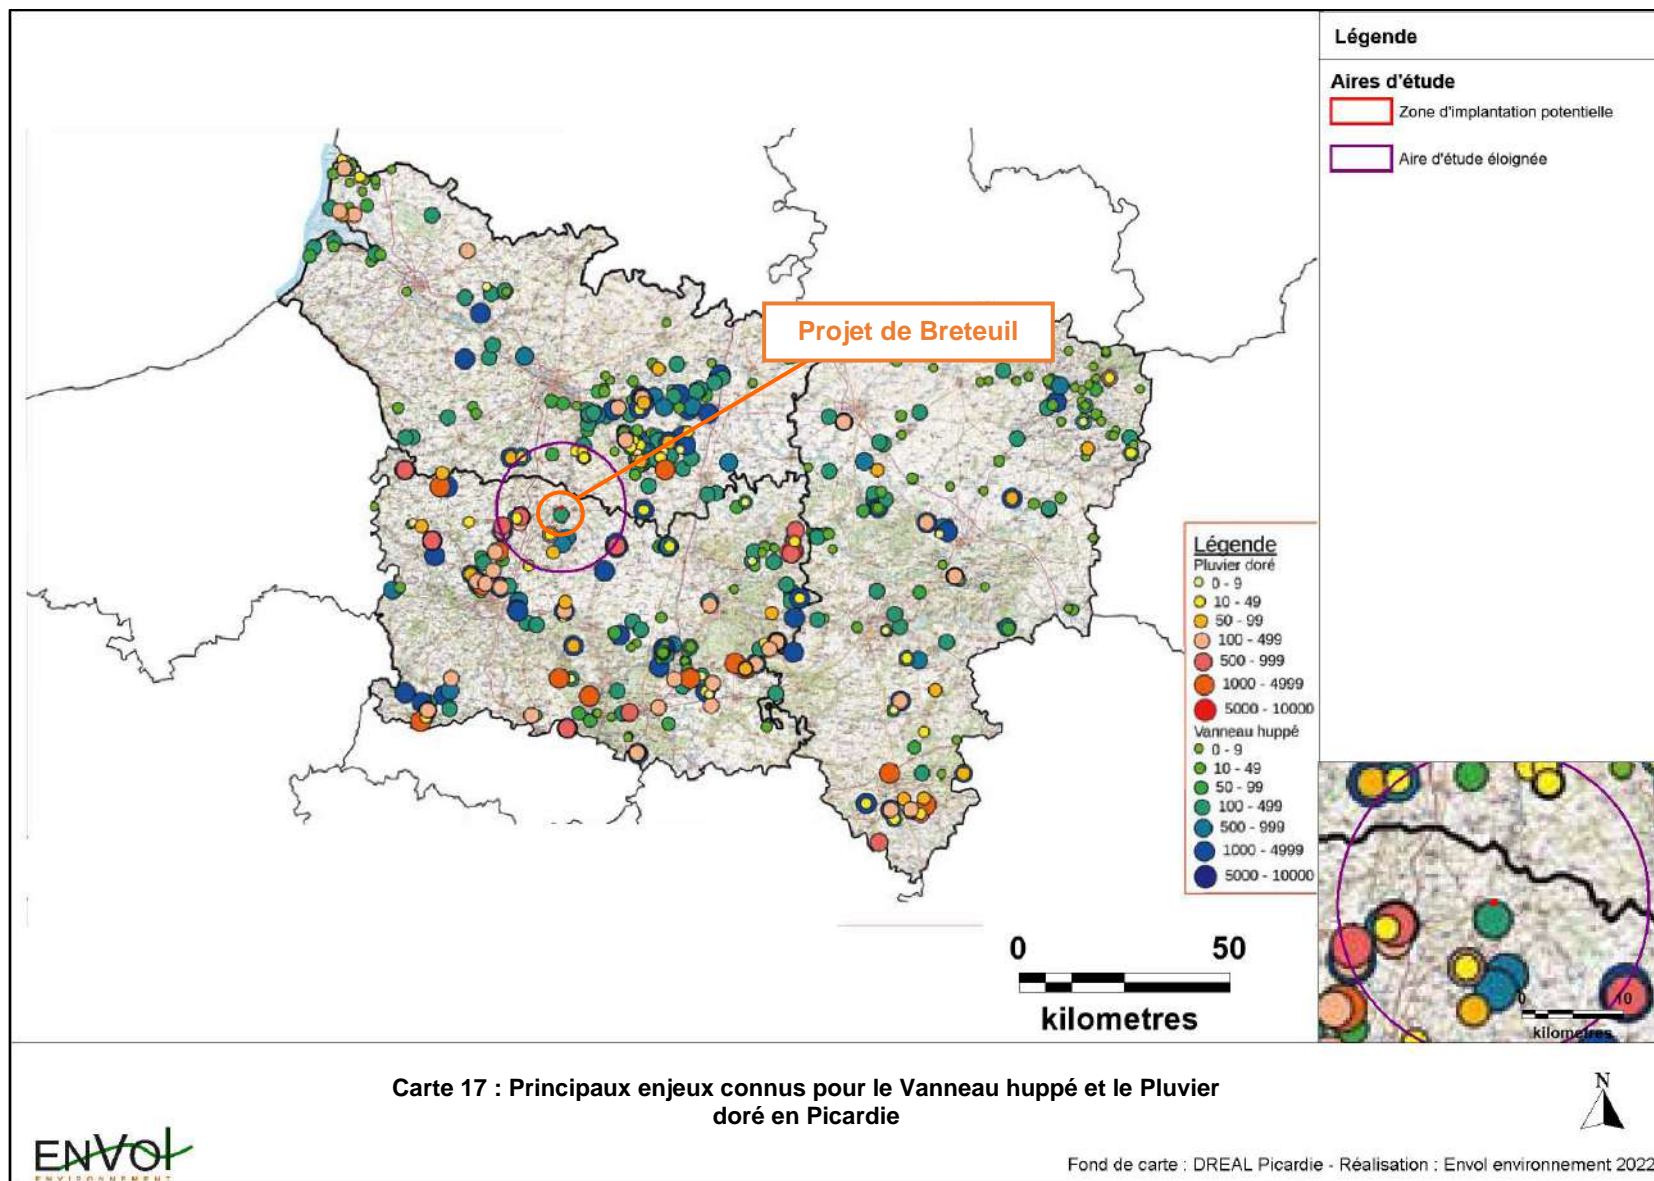 Légende
Aires d'étude
Zone d'implantation potentielle
Aire d'étude éloignée
Projet de Breteuil
Légende
Pluvier doré
0 - 9
10 - 49
50 - 99
100 - 499
500 - 999
1000 - 4999
5000 - 10000
Vanneau huppé
0 - 9
10 - 49
50 - 99
100 - 499
500 - 999
1000 - 4999
5000 - 10000
0 50
kilometres
0 10
kilometres
Carte 17 : Principaux enjeux connus pour le Vanneau huppé et le Pluvier
doré en Picardie
N
ENVOl
ENVIRONNEMENT
Fond de carte : DREAL Picardie - Réalisation : Envol environnement 2022